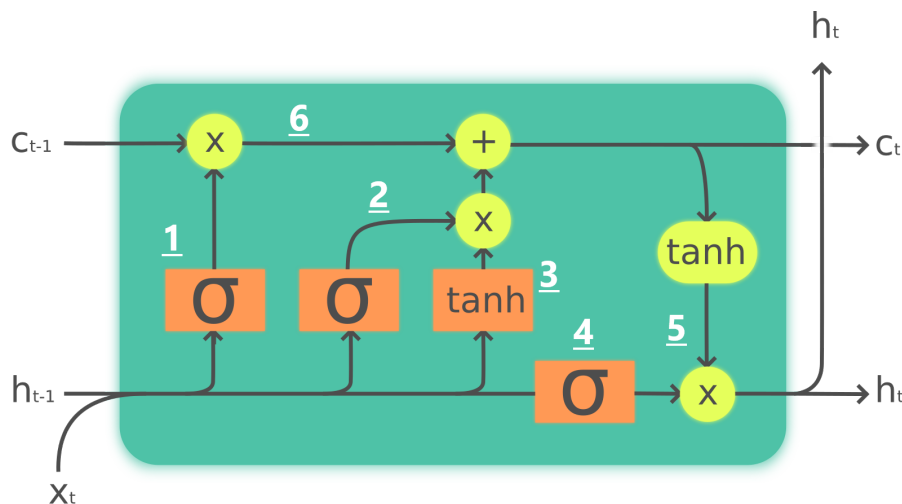 hₜ
cₜ₋₁
x
6
+
cₜ
2
x
1
tanh
σ
σ
tanh
3
4
5
hₜ₋₁
σ
x
hₜ
xₜ